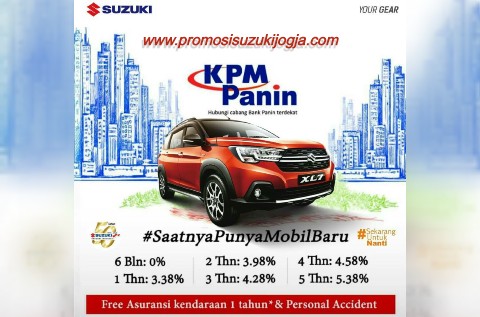 SUZUKI
YOUR GEAR
www.promosisuzukijogja.com
KPM
Panin
Hubungi cabang Bank Panin terdekat
XL7
SUZUKI
#SaatnyaPunyaMobilBaru
#Sekarang
Untuk
Nanti
6 Bln: 0% 2 Thn: 3.98% 4 Thn: 4.58%
1 Thn: 3.38% 3 Thn: 4.28% 5 Thn: 5.38%
Free Asuransi kendaraan 1 tahun* & Personal Accident